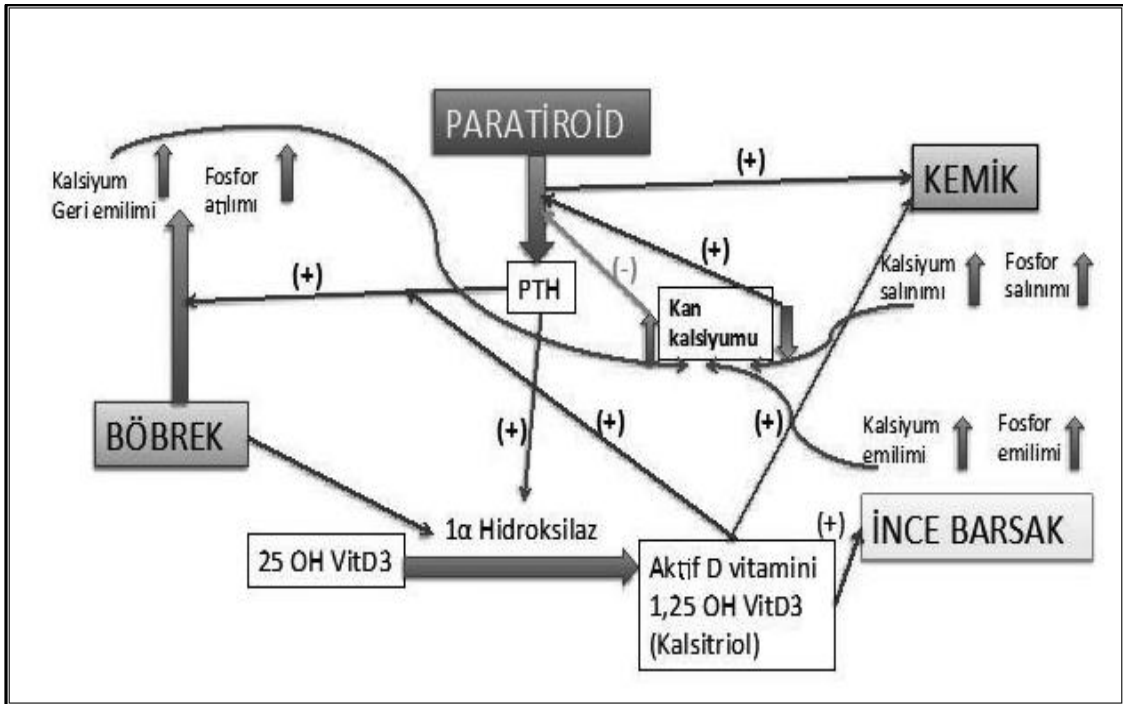 PARATİROİD
(+)
KEMİK
Kalsiyum
Geri emilimi
Fosfor
atılımı
(+)
PTH
(-)
(+)
Kan
kalsiyumu
Kalsiyum
salınımı
Fosfor
salınımı
BÖBREK
(+)
(+)
(+)
Kalsiyum
emilimi
Fosfor
emilimi
1α Hidroksilaz
25 OH VitD3
Aktif D vitamini
1,25 OH VitD3
(Kalsitriol)
(+)
İNCE BARSAK